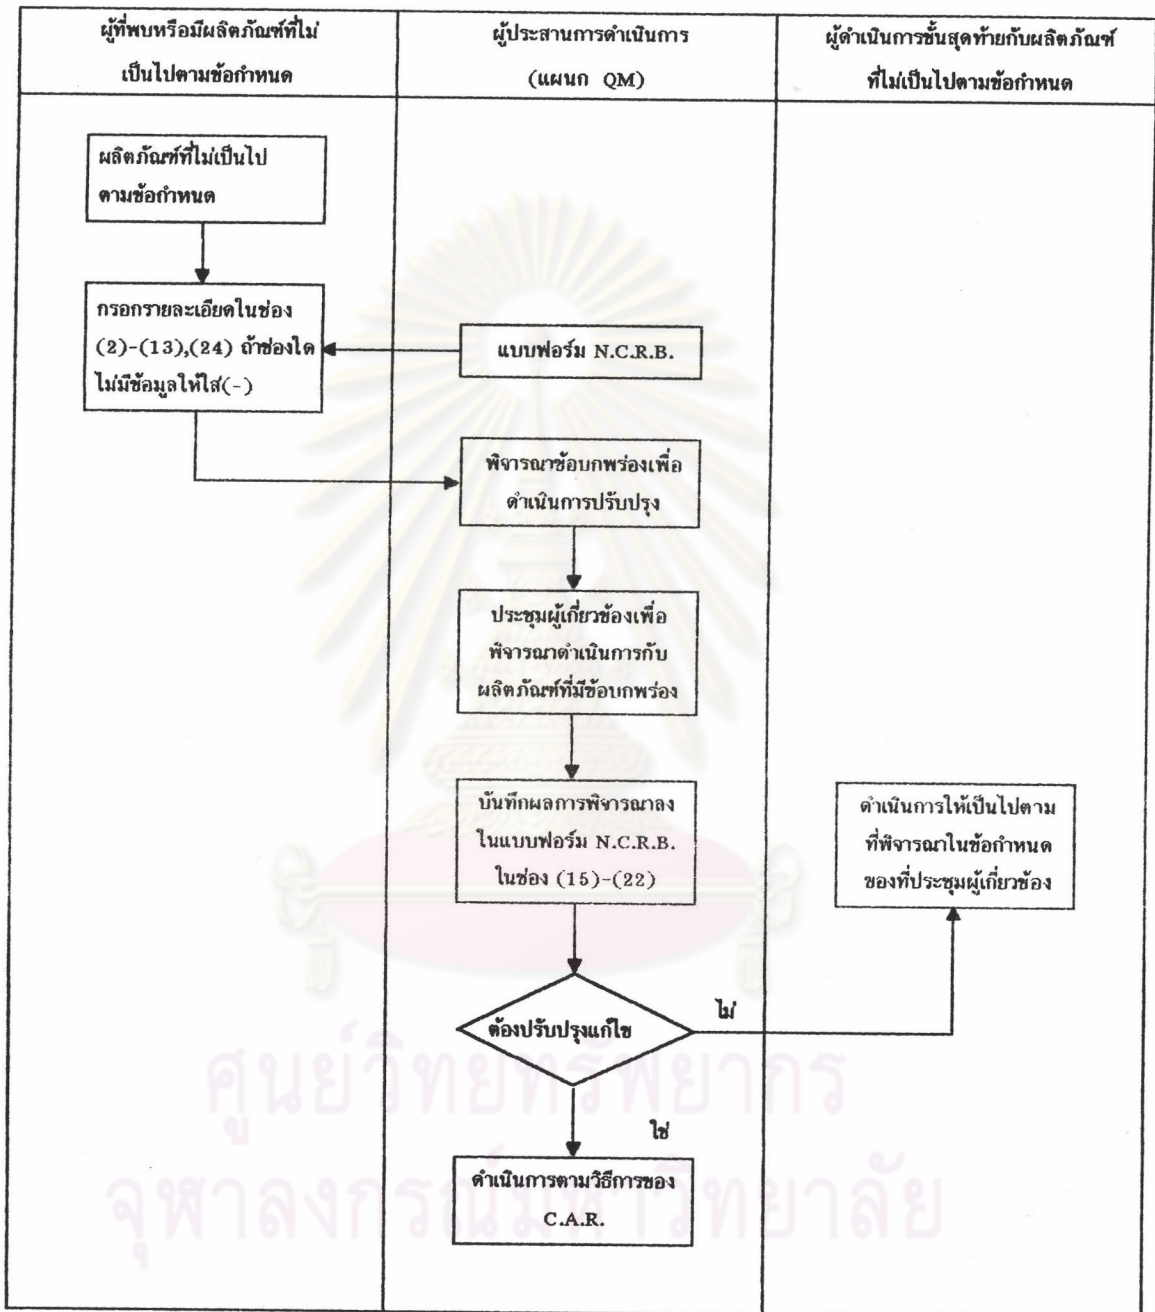 ผู้ที่พบหรือมีผลิตภัณฑ์ที่ไม่
เป็นไปตามข้อกำหนด
ผู้ประสานการดำเนินการ
(แผนก QM)
ผู้ดำเนินการขั้นสุดท้ายกับผลิตภัณฑ์
ที่ไม่เป็นไปตามข้อกำหนด
ผลิตภัณฑ์ที่ไม่เป็นไป
ตามข้อกำหนด
กรอกรายละเอียดในช่อง
(2)-(13),(24) ถ้าช่องใด
ไม่มีข้อมูลให้ใส่(-)
แบบฟอร์ม N.C.R.B.
พิจารณาข้อบกพร่องเพื่อ
ดำเนินการปรับปรุง
ประชุมผู้เกี่ยวข้องเพื่อ
พิจารณาดำเนินการกับ
ผลิตภัณฑ์ที่มีข้อบกพร่อง
บันทึกผลการพิจารณาลง
ในแบบฟอร์ม N.C.R.B.
ในช่อง (15)-(22)
ดำเนินการให้เป็นไปตาม
ที่พิจารณาในข้อกำหนด
ของที่ประชุมผู้เกี่ยวข้อง
ต้องปรับปรุงแก้ไข
ไม่
ใช่
ดำเนินการตามวิธีการของ
C.A.R.
ศูนย์วิทยทรัพยากร
จุฬาลงกรณ์มหาวิทยาลัย